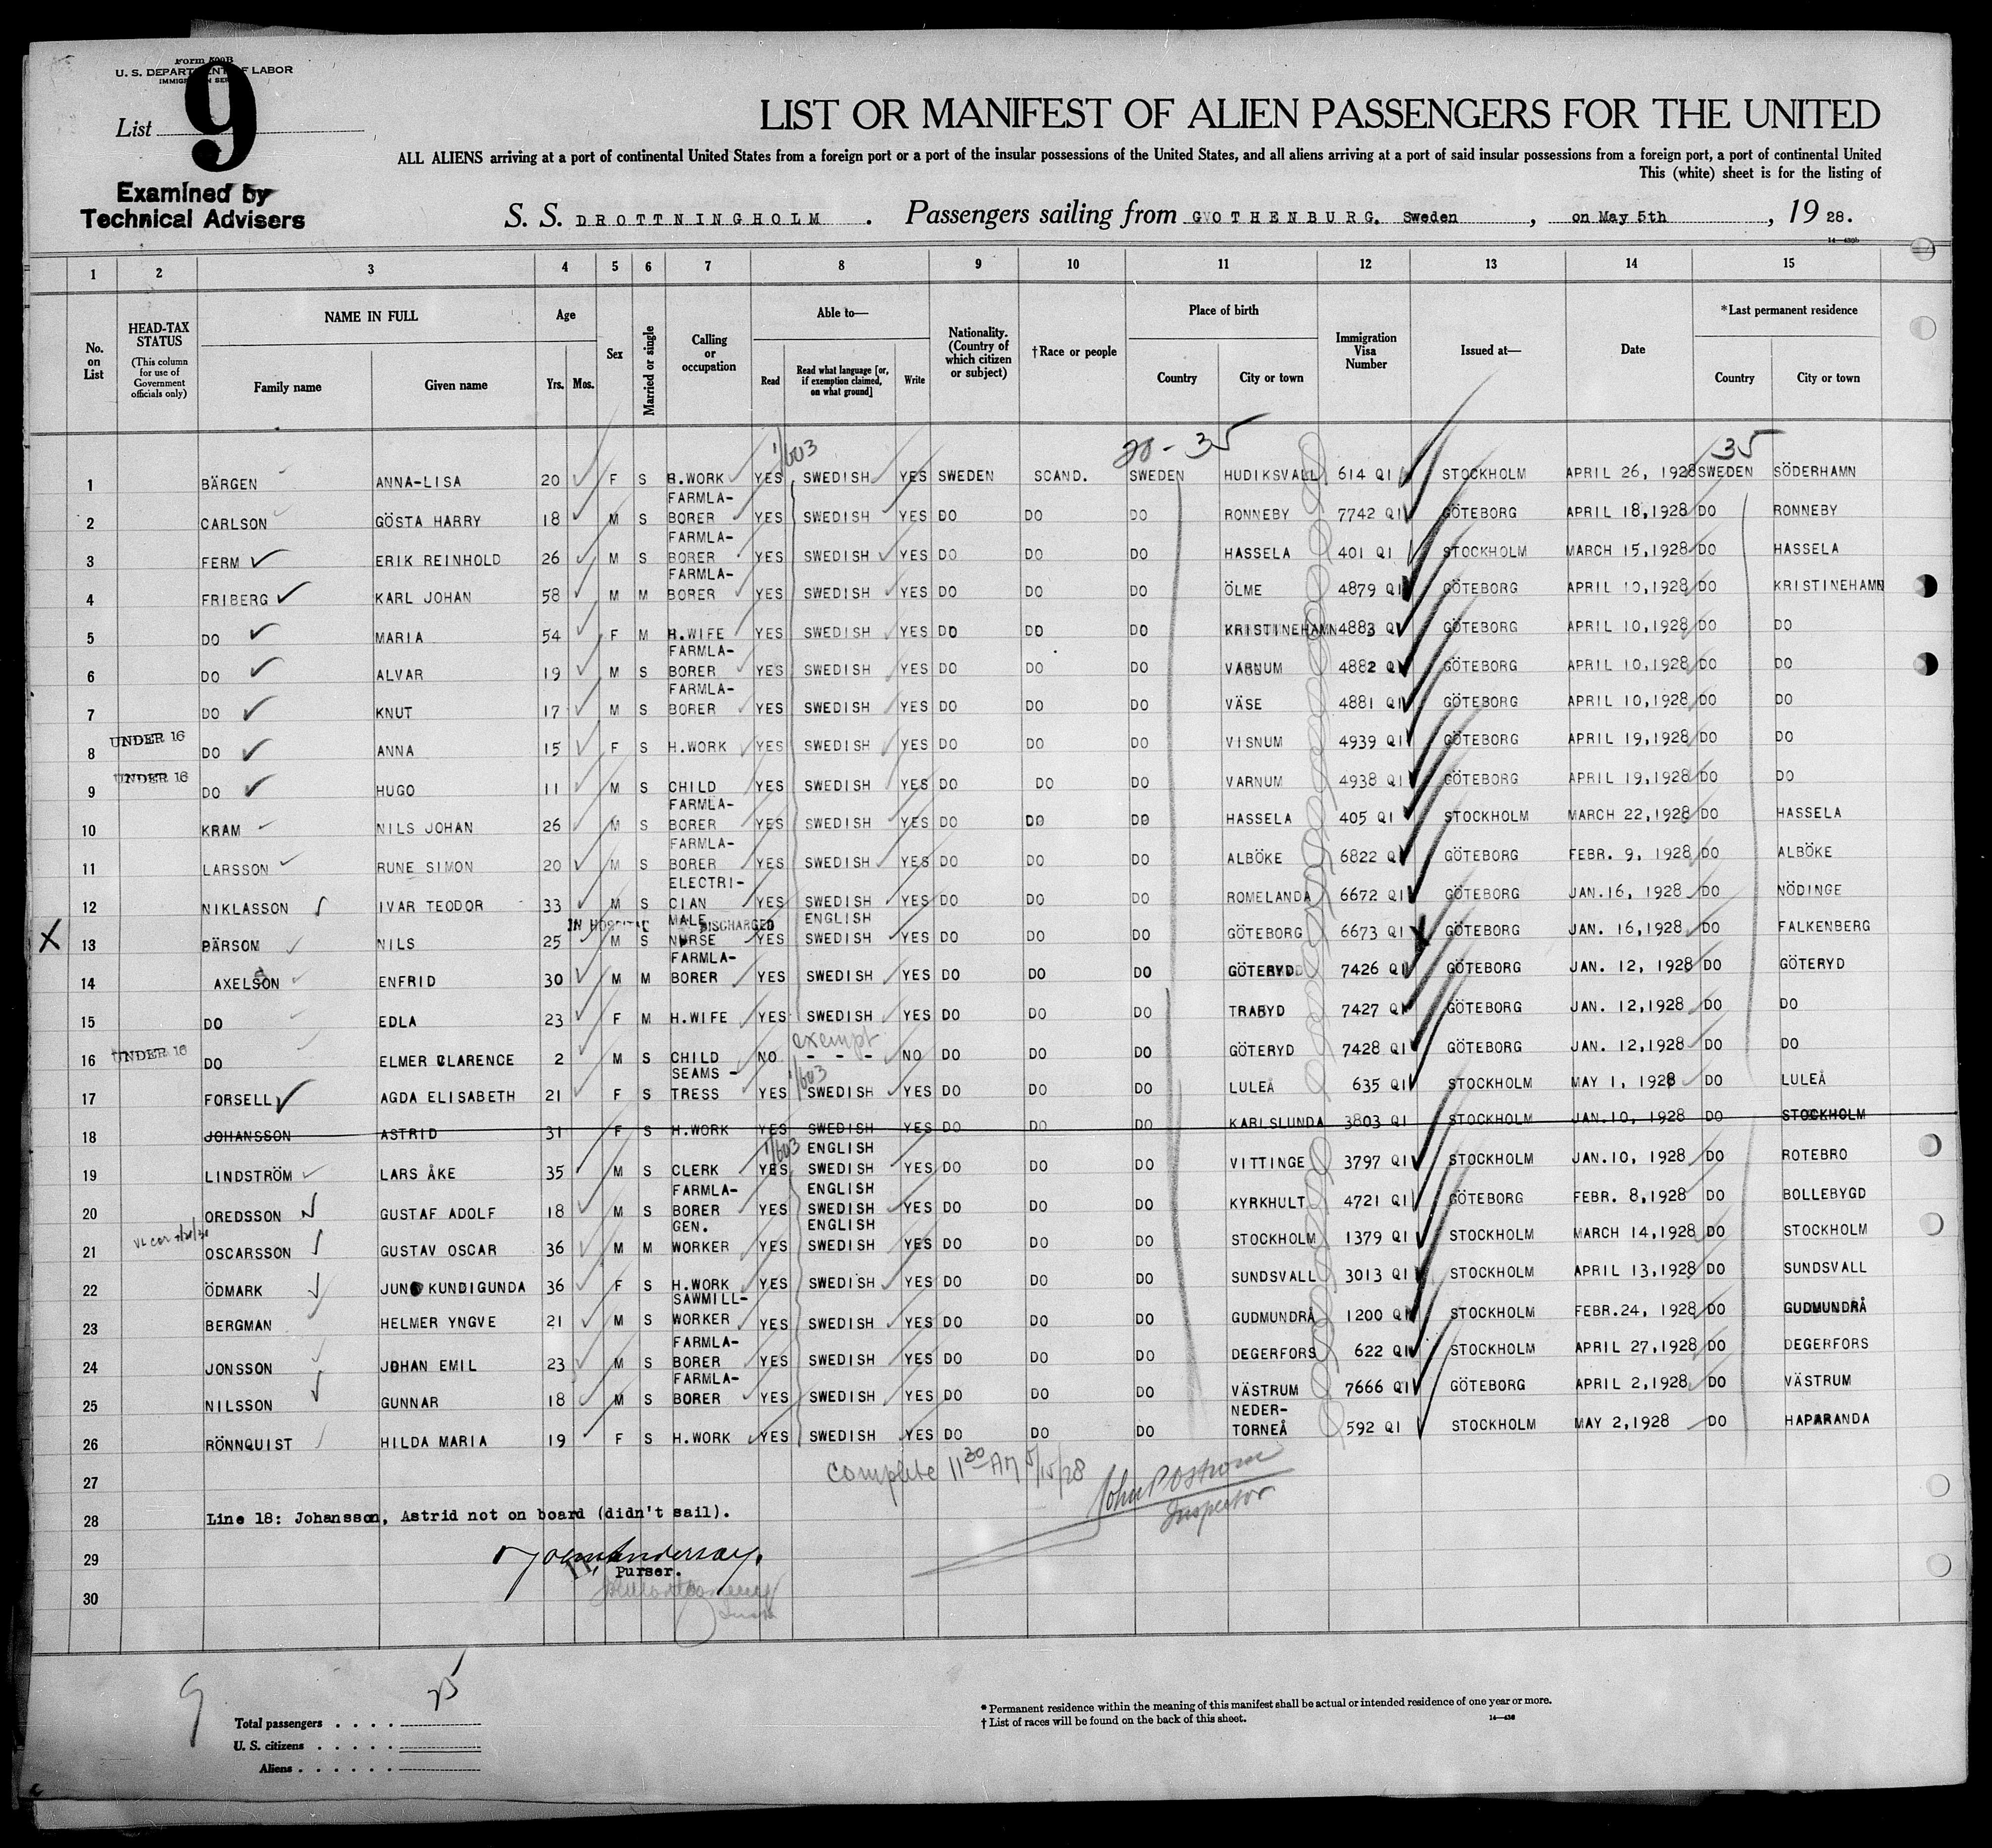 Form 500B
U. S. DEPARTMENT OF LABOR
IMMIGRATION SERVICE
List 9
Examined by
Technical Advisers
LIST OR MANIFEST OF ALIEN PASSENGERS FOR THE UNITED
ALL ALIENS arriving at a port of continental United States from a foreign port or a port of the insular possessions of the United States, and all aliens arriving at a port of said insular possessions from a foreign port, a port of continental United
This (white) sheet is for the listing of
S. S. DROTTNINGHOLM . Passengers sailing from GOTHENBURG, Sweden , on May 5th , 19 28.
1 2 3 4 5 6 7 8 9 10 11 12 13 14 15
No. on List
HEAD-TAX STATUS (This column for use of Government officials only)
NAME IN FULL Family name Given name
Age Yrs. Mos.
Sex
Married or single
Calling or occupation
Able to— Read Read what language [or, if exemption claimed, on what ground] Write
Nationality. (Country of which citizen or subject)
†Race or people
Place of birth Country City or town
Immigration Visa Number
Issued at—
Date
*Last permanent residence Country City or town
1/603 20-35 35
1 BÄRGEN ANNA-LISA 20 F S H.WORK YES SWEDISH YES SWEDEN SCAND. SWEDEN HUDIKSVALL 614 QI STOCKHOLM APRIL 26, 1928 SWEDEN SÖDERHAMN
2 CARLSON GÖSTA HARRY 18 M S FARMLA-BORER YES SWEDISH YES DO DO DO RONNEBY 7742 QI GÖTEBORG APRIL 18,1928 DO RONNEBY
3 FERM ERIK REINHOLD 26 M S FARMLA-BORER YES SWEDISH YES DO DO DO HASSELA 401 QI STOCKHOLM MARCH 15,1928 DO HASSELA
4 FRIBERG KARL JOHAN 58 M M FARMLA-BORER YES SWEDISH YES DO DO DO ÖLME 4879 QI GÖTEBORG APRIL 10,1928 DO KRISTINEHAMN
5 DO MARIA 54 F M H.WIFE YES SWEDISH YES DO DO DO KRISTINEHAMN 4883 QI GÖTEBORG APRIL 10,1928 DO DO
6 DO ALVAR 19 M S FARMLA-BORER YES SWEDISH YES DO DO DO VARNUM 4882 QI GÖTEBORG APRIL 10,1928 DO DO
7 DO KNUT 17 M S FARMLA-BORER YES SWEDISH YES DO DO DO VÄSE 4881 QI GÖTEBORG APRIL 10,1928 DO DO
8 UNDER 16 DO ANNA 15 F S H.WORK YES SWEDISH YES DO DO DO VISNUM 4939 QI GÖTEBORG APRIL 19,1928 DO DO
9 UNDER 16 DO HUGO 11 M S CHILD YES SWEDISH YES DO DO DO VARNUM 4938 QI GÖTEBORG APRIL 19,1928 DO DO
10 KRAM NILS JOHAN 26 M S FARMLA-BORER YES SWEDISH YES DO DO DO HASSELA 405 QI STOCKHOLM MARCH 22,1928 DO HASSELA
11 LARSSON RUNE SIMON 20 M S FARMLA-BORER YES SWEDISH YES DO DO DO ALBÖKE 6822 QI GÖTEBORG FEBR. 9, 1928 DO ALBÖKE
12 NIKLASSON IVAR TEODOR 33 M S ELECTRI-CIAN YES SWEDISH YES DO DO DO ROMELANDA 6672 QI GÖTEBORG JAN.16, 1928 DO NÖDINGE
IN HOSPITAL DISCHARGED
X 13 PÄRSON NILS 25 M S MALE NURSE YES ENGLISH SWEDISH YES DO DO DO GÖTEBORG 6673 QI GÖTEBORG JAN. 16,1928 DO FALKENBERG
14 AXELSON ENFRID 30 M M FARMLA-BORER YES SWEDISH YES DO DO DO GÖTERYD 7426 QI GÖTEBORG JAN. 12, 1928 DO GÖTERYD
15 DO EDLA 23 F M H.WIFE YES SWEDISH YES DO DO DO TRARYD 7427 QI GÖTEBORG JAN. 12,1928 DO DO
16 UNDER 16 DO ELMER CLARENCE 2 M S CHILD NO exempt - - - NO DO DO DO GÖTERYD 7428 QI GÖTEBORG JAN. 12,1928 DO DO
17 FORSELL AGDA ELISABETH 21 F S SEAMS-TRESS YES 1/603 SWEDISH YES DO DO DO LULEÅ 635 QI STOCKHOLM MAY 1, 1928 DO LULEÅ
18 JOHANSSON ASTRID 31 F S H.WORK YES SWEDISH YES DO DO DO KARLSLUNDA 3803 QI STOCKHOLM JAN.10, 1928 DO STOCKHOLM
19 LINDSTRÖM LARS ÅKE 35 M S CLERK YES 1/603 ENGLISH SWEDISH YES DO DO DO VITTINGE 3797 QI STOCKHOLM JAN.10, 1928 DO ROTEBRO
20 OREDSSON GUSTAF ADOLF 18 M S FARMLA-BORER YES ENGLISH SWEDISH YES DO DO DO KYRKHULT 4721 QI GÖTEBORG FEBR. 8,1928 DO BOLLEBYGD
21 OSCARSSON GUSTAV OSCAR 36 M M GEN. WORKER YES ENGLISH SWEDISH YES DO DO DO STOCKHOLM 1379 QI STOCKHOLM MARCH 14,1928 DO STOCKHOLM
22 ÖDMARK JUNO KUNDIGUNDA 36 F S H.WORK YES SWEDISH YES DO DO DO SUNDSVALL 3013 QI STOCKHOLM APRIL 13,1928 DO SUNDSVALL
23 BERGMAN HELMER YNGVE 21 M S SAWMILL-WORKER YES SWEDISH YES DO DO DO GUDMUNDRÅ 1200 QI STOCKHOLM FEBR.24, 1928 DO GUDMUNDRÅ
24 JONSSON JOHAN EMIL 23 M S FARMLA-BORER YES SWEDISH YES DO DO DO DEGERFORS 622 QI STOCKHOLM APRIL 27,1928 DO DEGERFORS
25 NILSSON GUNNAR 18 M S FARMLA-BORER YES SWEDISH YES DO DO DO VÄSTRUM 7666 QI GÖTEBORG APRIL 2,1928 DO VÄSTRUM
26 RÖNNQUIST HILDA MARIA 19 F S H.WORK YES SWEDISH YES DO DO DO NEDER-TORNEÅ 592 QI STOCKHOLM MAY 2,1928 DO HAPARANDA
27 Complete 11 30 AM 5/15/28 John P Ostrom
Inspector
28 Line 18: Johansson, Astrid not on board (didn't sail).
29
Purser.
30
9 25
Total passengers
U. S. citizens
Aliens
* Permanent residence within the meaning of this manifest shall be actual or intended residence of one year or more.
† List of races will be found on the back of this sheet.